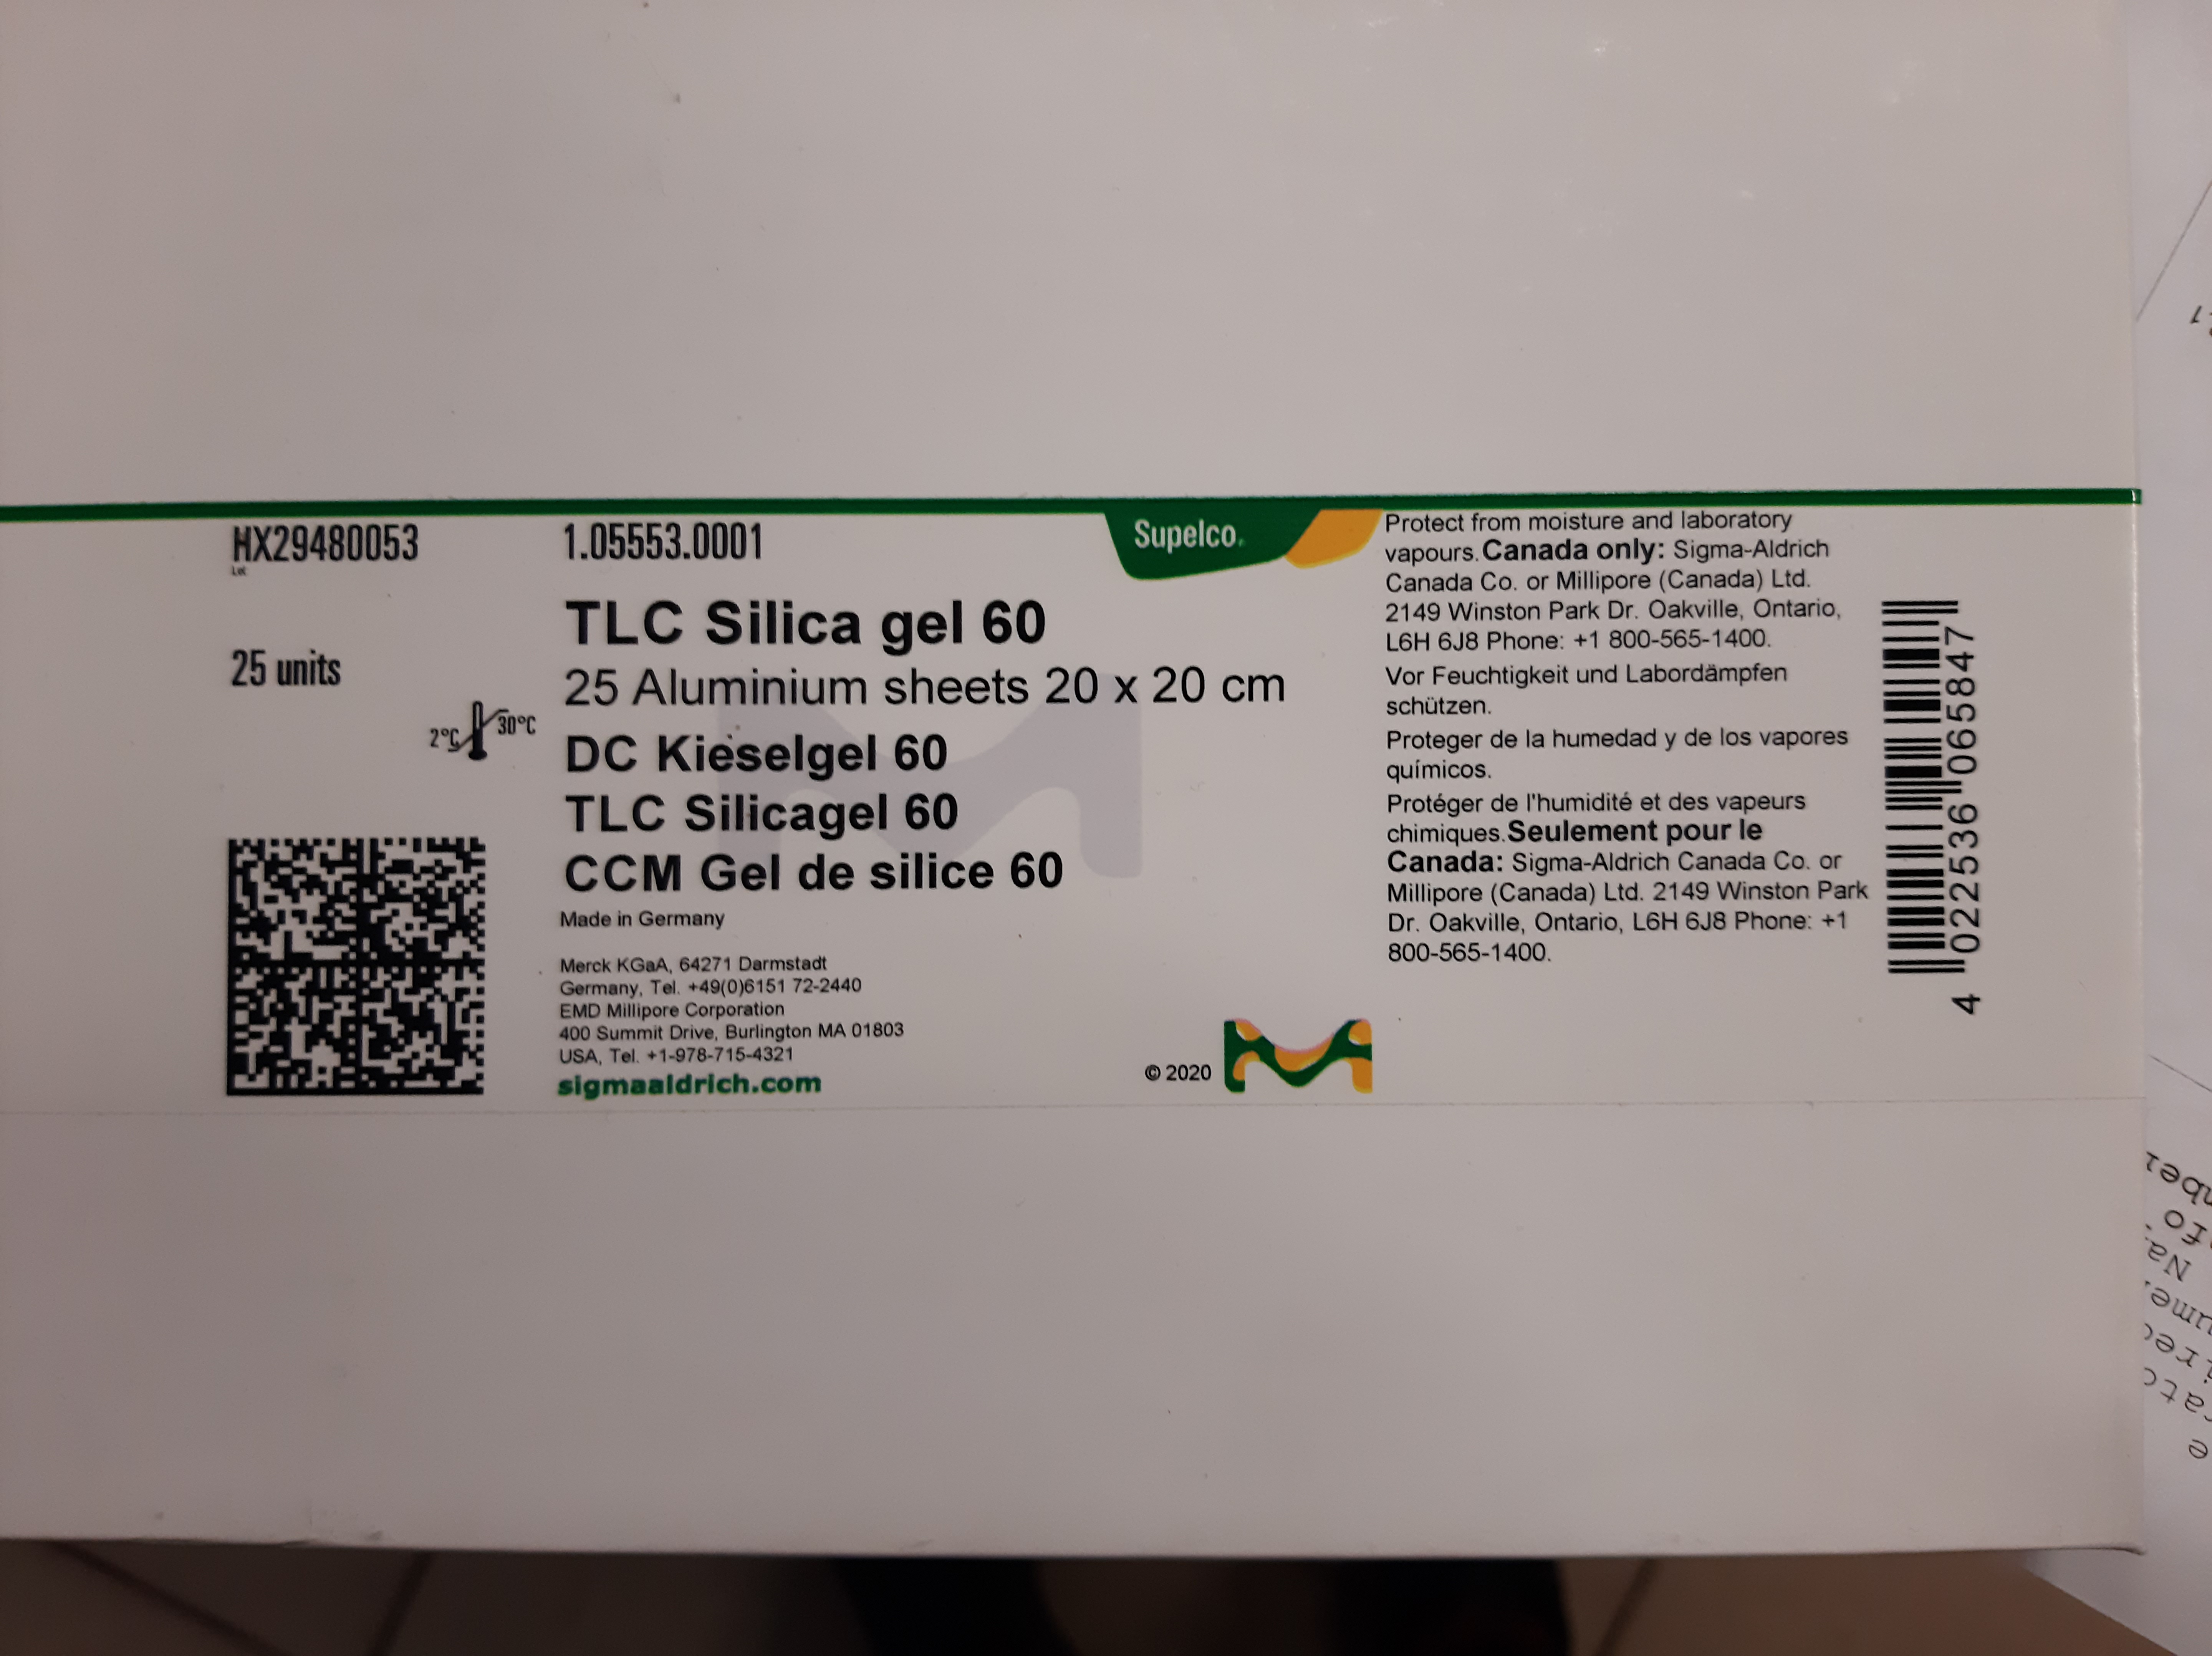 HX29480053
Lot
1.05553.0001
Supelco.
25 units
2°C
30°C
TLC Silica gel 60
25 Aluminium sheets 20 x 20 cm
DC Kieselgel 60
TLC Silicagel 60
CCM Gel de silice 60
Made in Germany
Merck KGaA, 64271 Darmstadt
Germany, Tel. +49(0)6151 72-2440
EMD Millipore Corporation
400 Summit Drive, Burlington MA 01803
USA, Tel. +1-978-715-4321
sigmaaldrich.com
© 2020
Protect from moisture and laboratory
vapours.Canada only: Sigma-Aldrich
Canada Co. or Millipore (Canada) Ltd.
2149 Winston Park Dr. Oakville, Ontario,
L6H 6J8 Phone: +1 800-565-1400.
Vor Feuchtigkeit und Labordämpfen
schützen.
Proteger de la humedad y de los vapores
químicos.
Protéger de l'humidité et des vapeurs
chimiques.Seulement pour le
Canada: Sigma-Aldrich Canada Co. or
Millipore (Canada) Ltd. 2149 Winston Park
Dr. Oakville, Ontario, L6H 6J8 Phone: +1
800-565-1400.
4 022536 065847